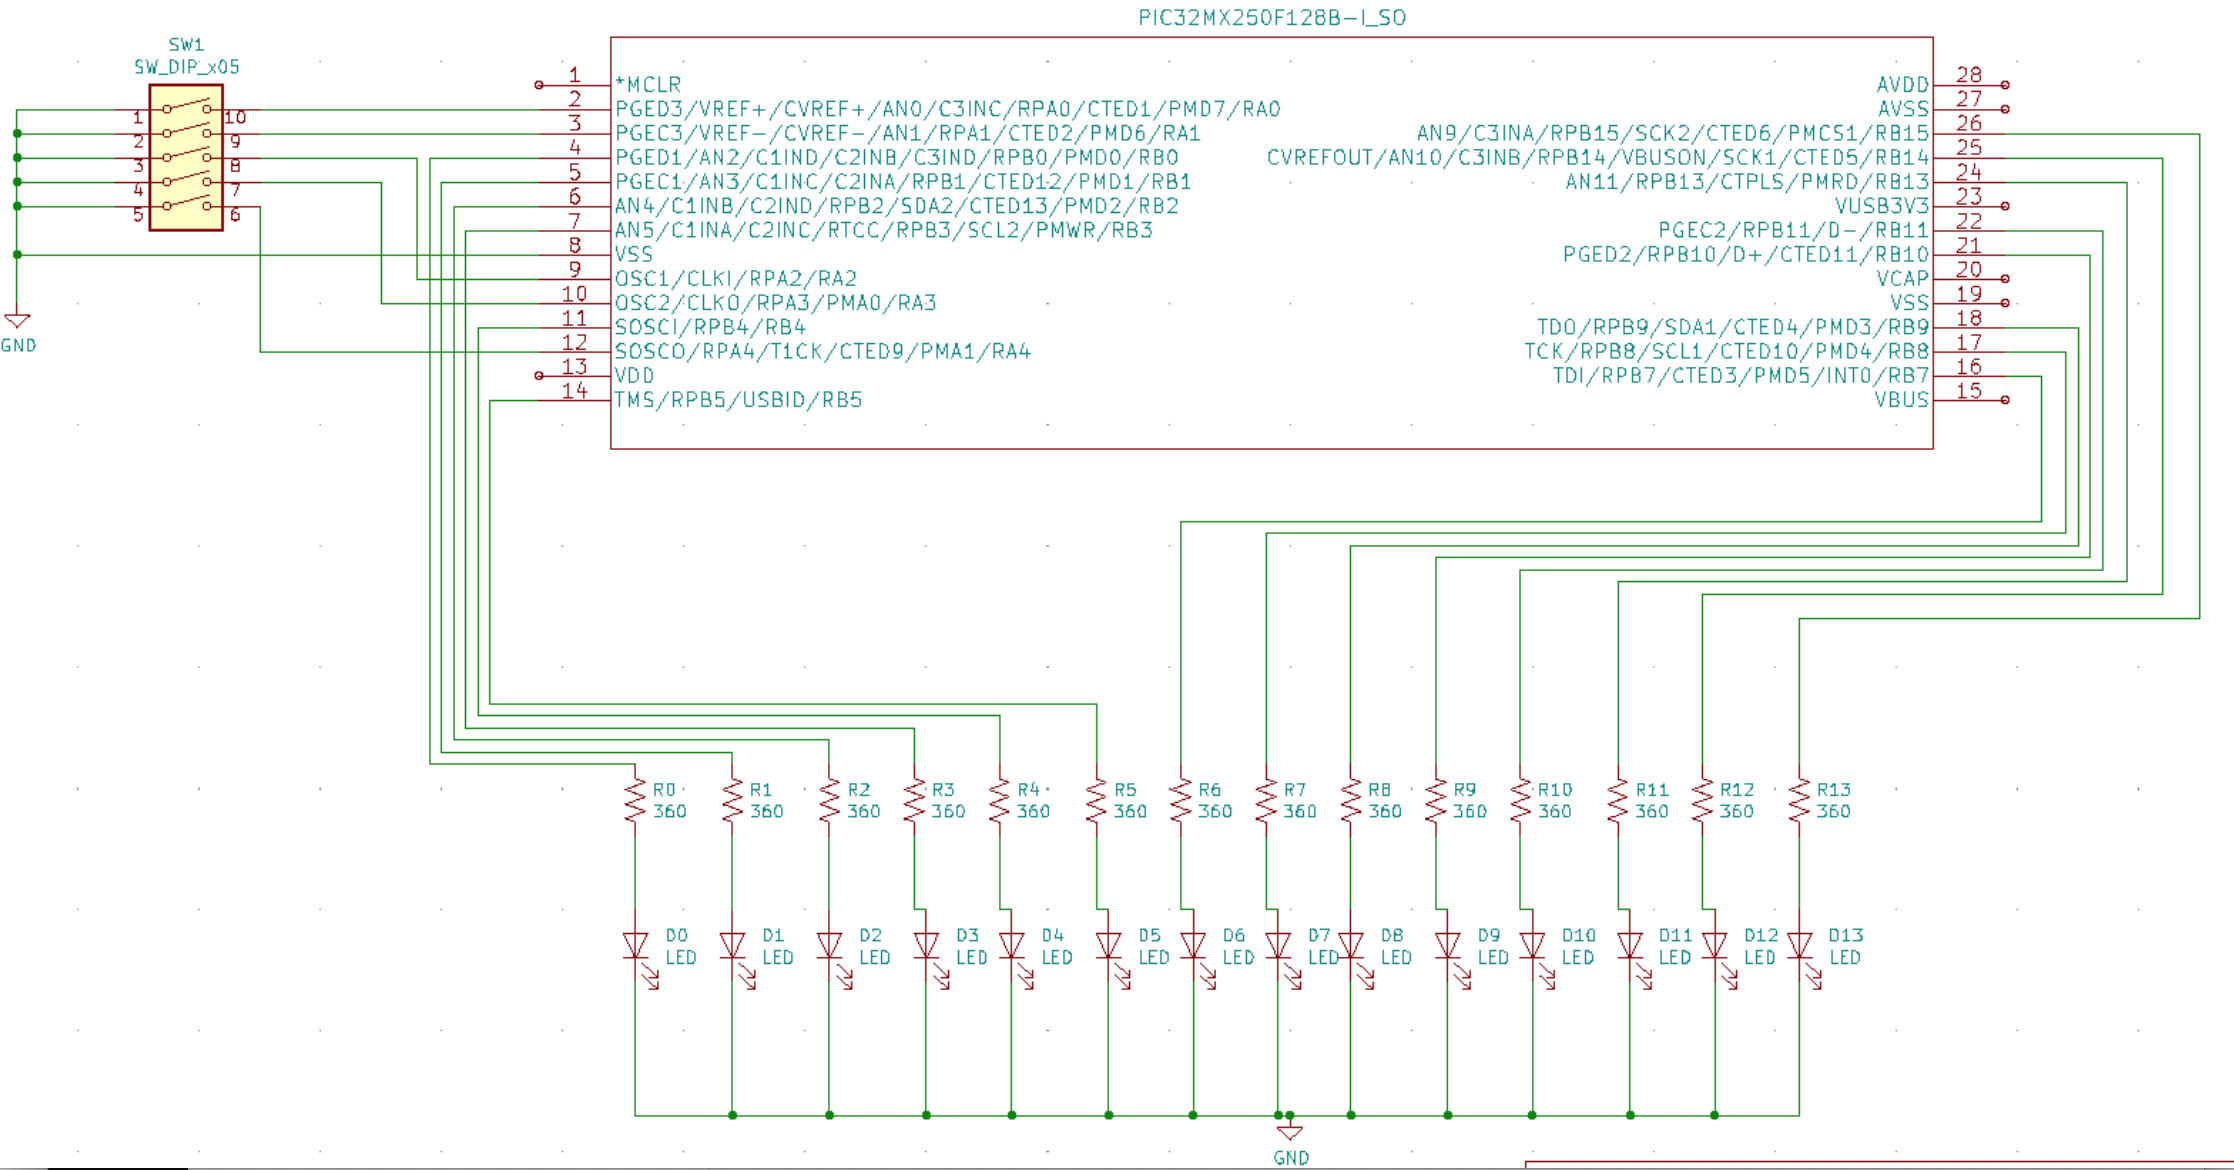 PIC32MX250F128B-I_SO
SW1
SW_DIP_x05
1 10
2 9
3 8
4 7
5 6
GND
1 *MCLR
2 PGED3/VREF+/CVREF+/AN0/C3INC/RPA0/CTED1/PMD7/RA0
3 PGEC3/VREF-/CVREF-/AN1/RPA1/CTED2/PMD6/RA1
4 PGED1/AN2/C1IND/C2INB/C3IND/RPB0/PMD0/RB0
5 PGEC1/AN3/C1INC/C2INA/RPB1/CTED12/PMD1/RB1
6 AN4/C1INB/C2IND/RPB2/SDA2/CTED13/PMD2/RB2
7 AN5/C1INA/C2INC/RTCC/RPB3/SCL2/PMWR/RB3
8 VSS
9 OSC1/CLKI/RPA2/RA2
10 OSC2/CLKO/RPA3/PMA0/RA3
11 SOSCI/RPB4/RB4
12 SOSCO/RPA4/T1CK/CTED9/PMA1/RA4
13 VDD
14 TMS/RPB5/USBID/RB5
AVDD 28
AVSS 27
AN9/C3INA/RPB15/SCK2/CTED6/PMCS1/RB15 26
CVREFOUT/AN10/C3INB/RPB14/VBUSON/SCK1/CTED5/RB14 25
AN11/RPB13/CTPLS/PMRD/RB13 24
VUSB3V3 23
PGEC2/RPB11/D-/RB11 22
PGED2/RPB10/D+/CTED11/RB10 21
VCAP 20
VSS 19
TDO/RPB9/SDA1/CTED4/PMD3/RB9 18
TCK/RPB8/SCL1/CTED10/PMD4/RB8 17
TDI/RPB7/CTED3/PMD5/INT0/RB7 16
VBUS 15
R0 R1 R2 R3 R4 R5 R6 R7 R8 R9 R10 R11 R12 R13
360 360 360 360 360 360 360 360 360 360 360 360 360 360
D0 D1 D2 D3 D4 D5 D6 D7 D8 D9 D10 D11 D12 D13
LED LED LED LED LED LED LED LED LED LED LED LED LED LED
GND